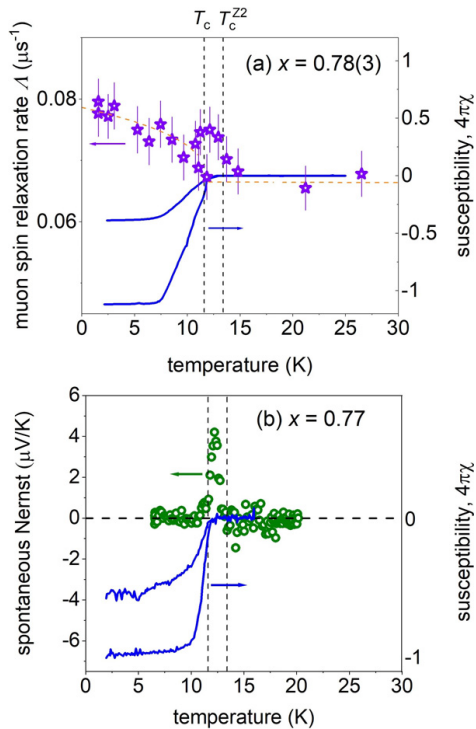 T_c T_c^Z2
(a) x = 0.78(3)
muon spin relaxation rate Λ (μs⁻¹)
0.08
0.06
1
0.5
0
-0.5
-1
susceptibility, 4πχ
0 5 10 15 20 25 30
temperature (K)
(b) x = 0.77
spontaneous Nernst (μV/K)
6
4
2
0
-2
-4
-6
0
-1
susceptibility, 4πχ
0 5 10 15 20 25 30
temperature (K)